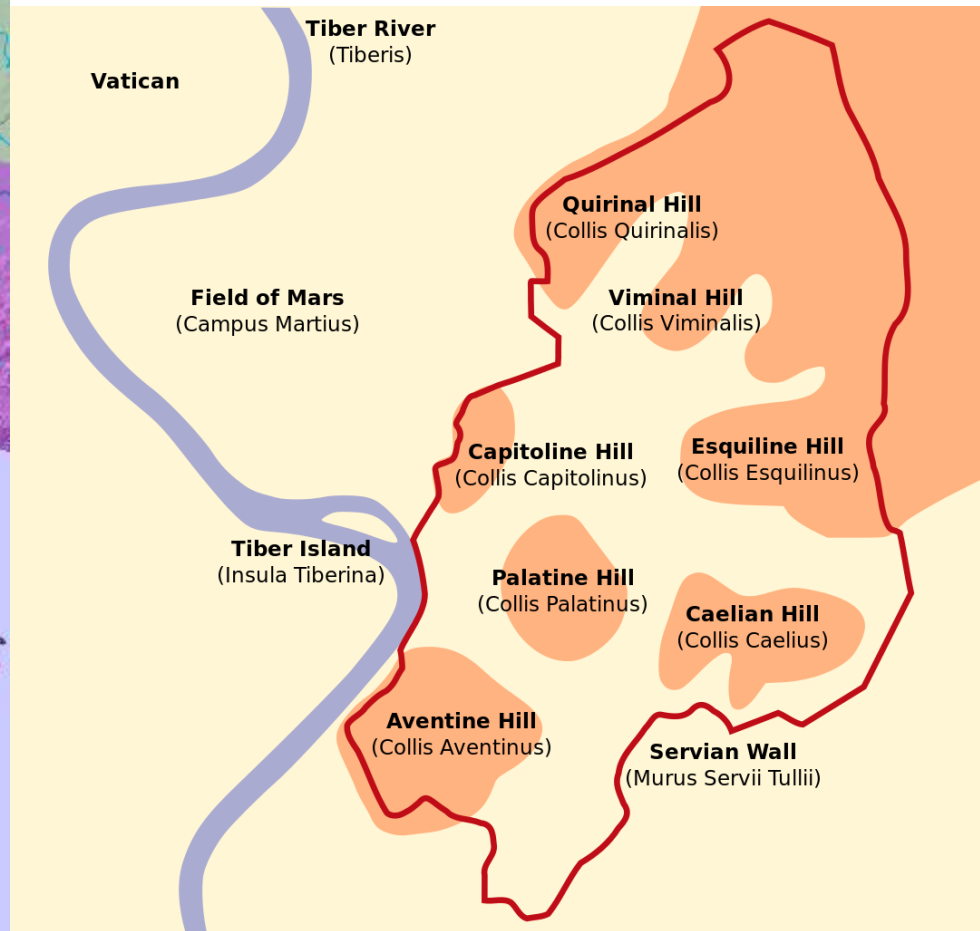 Tiber River
(Tiberis)
Vatican
Quirinal Hill
(Collis Quirinalis)
Field of Mars
(Campus Martius)
Viminal Hill
(Collis Viminalis)
Capitoline Hill
(Collis Capitolinus)
Esquiline Hill
(Collis Esquilinus)
Tiber Island
(Insula Tiberina)
Palatine Hill
(Collis Palatinus)
Caelian Hill
(Collis Caelius)
Aventine Hill
(Collis Aventinus)
Servian Wall
(Murus Servii Tullii)